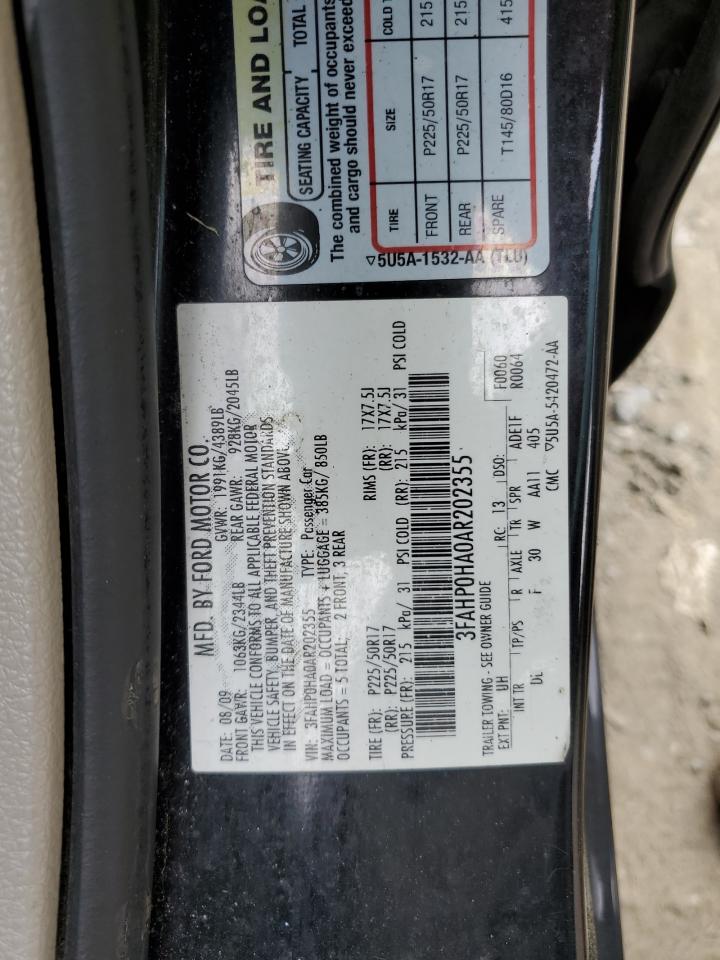 TIRE AND LOA
SEATING CAPACITY TOTAL
The combined weight of occupants
and cargo should never exceed
TIRE SIZE COLD T
FRONT P225/50R17 215
REAR P225/50R17 215
SPARE T145/80D16 415
▽5U5A-1532-AA (TLU)
MFD. BY FORD MOTOR CO.
DATE: 08/09 GVWR: 1991KG/4389LB
FRONT GAWR: 1063KG/2344LB REAR GAWR: 928KG/2045LB
THIS VEHICLE CONFORMS TO ALL APPLICABLE FEDERAL MOTOR
VEHICLE SAFETY, BUMPER, AND THEFT PREVENTION STANDARDS
IN EFFECT ON THE DATE OF MANUFACTURE SHOWN ABOVE.
VIN: 3FAHP0HA0AR202355 TYPE: Passenger Car
MAXIMUM LOAD = OCCUPANTS + LUGGAGE = 385KG/ 850LB
OCCUPANTS = 5 TOTAL: 2 FRONT, 3 REAR
TIRE (FR): P225/50R17 RIMS (FR): 17X7.5J
(RR): P225/50R17 (RR): 17X7.5J
PRESSURE (FR): 215 kPa/ 31 PSI COLD (RR): 215 kPa/ 31 PSI COLD
3FAHP0HA0AR202355
TRAILER TOWING - SEE OWNER GUIDE F0060
EXT PNT: UH RC: 13 DSO: R0064
INT TR TP/PS R AXLE TR SPR ADE1F
DL F 30 W AA11 405
CMC ▽5U5A-5420472-AA